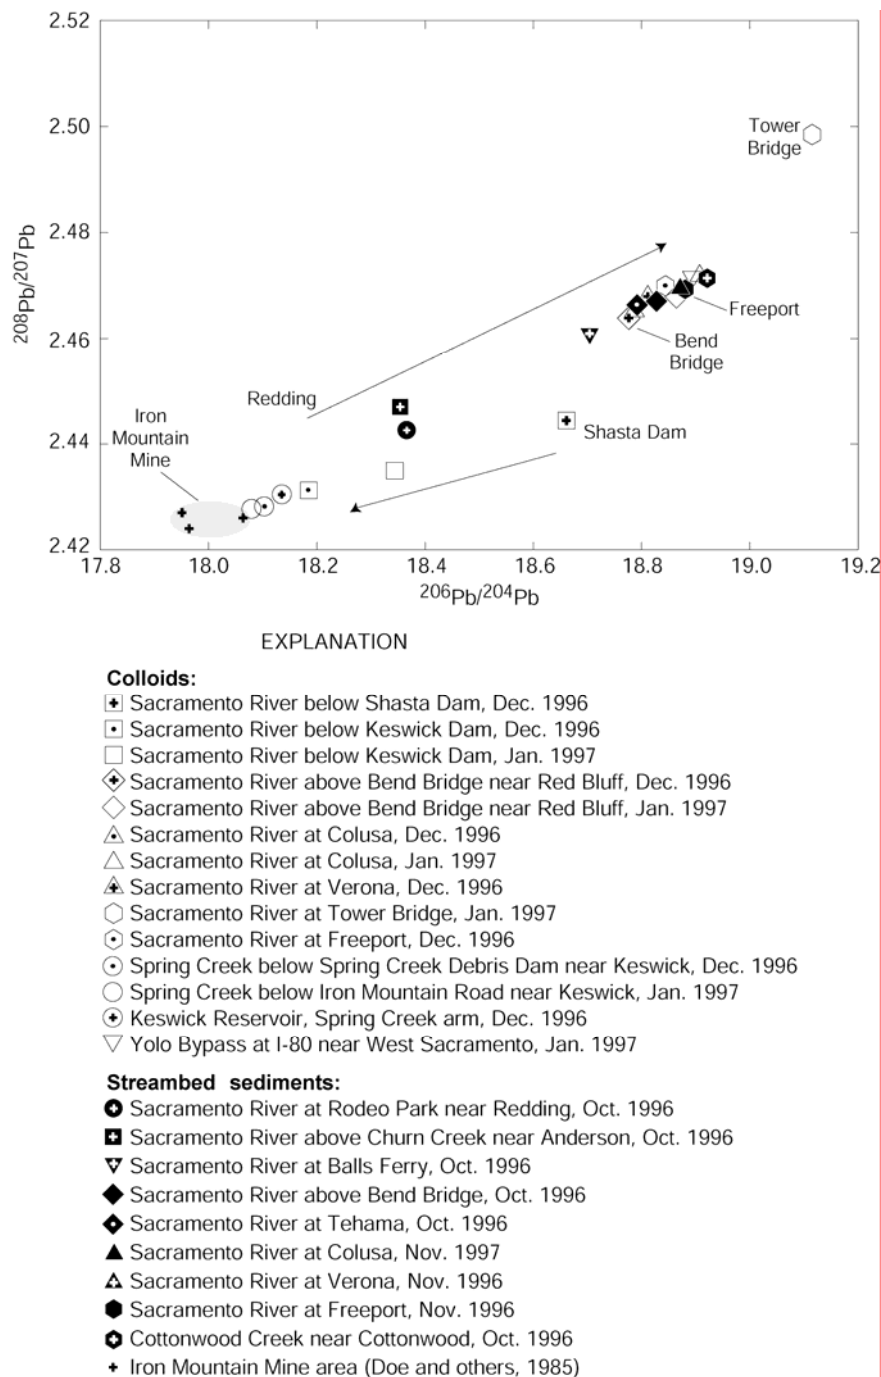 2.52
2.50
2.48
2.46
2.44
2.42
208Pb/207Pb
Tower
Bridge
Freeport
Bend
Bridge
Redding
Shasta Dam
Iron
Mountain
Mine
17.8 18.0 18.2 18.4 18.6 18.8 19.0 19.2
206Pb/204Pb
EXPLANATION
Colloids:
Sacramento River below Shasta Dam, Dec. 1996
Sacramento River below Keswick Dam, Dec. 1996
Sacramento River below Keswick Dam, Jan. 1997
Sacramento River above Bend Bridge near Red Bluff, Dec. 1996
Sacramento River above Bend Bridge near Red Bluff, Jan. 1997
Sacramento River at Colusa, Dec. 1996
Sacramento River at Colusa, Jan. 1997
Sacramento River at Verona, Dec. 1996
Sacramento River at Tower Bridge, Jan. 1997
Sacramento River at Freeport, Dec. 1996
Spring Creek below Spring Creek Debris Dam near Keswick, Dec. 1996
Spring Creek below Iron Mountain Road near Keswick, Jan. 1997
Keswick Reservoir, Spring Creek arm, Dec. 1996
Yolo Bypass at I-80 near West Sacramento, Jan. 1997
Streambed sediments:
Sacramento River at Rodeo Park near Redding, Oct. 1996
Sacramento River above Churn Creek near Anderson, Oct. 1996
Sacramento River at Balls Ferry, Oct. 1996
Sacramento River above Bend Bridge, Oct. 1996
Sacramento River at Tehama, Oct. 1996
Sacramento River at Colusa, Nov. 1997
Sacramento River at Verona, Nov. 1996
Sacramento River at Freeport, Nov. 1996
Cottonwood Creek near Cottonwood, Oct. 1996
Iron Mountain Mine area (Doe and others, 1985)